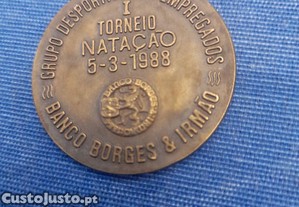 GRUPO DESPORTIVO EMPREGADOS
I
TORNEIO
NATAÇÃO
5-3-1988
BANCO BORGES & IRMÃO
CustoJusto.pt